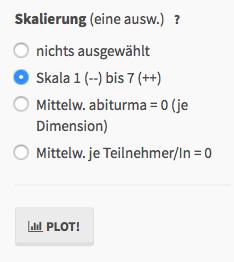 Skalierung (eine ausw.) ?
nichts ausgewählt
Skala 1 (--) bis 7 (++)
Mittelw. abiturma = 0 (je
Dimension)
Mittelw. je Teilnehmer/In = 0
PLOT!